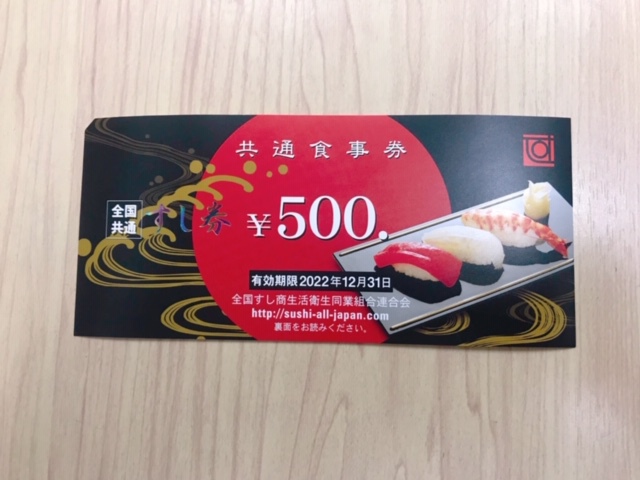 共通食事券
全国共通 すし券
¥500.
有効期限2022年12月31日
全国すし商生活衛生同業組合連合会
http://sushi-all-japan.com
裏面をお読みください。